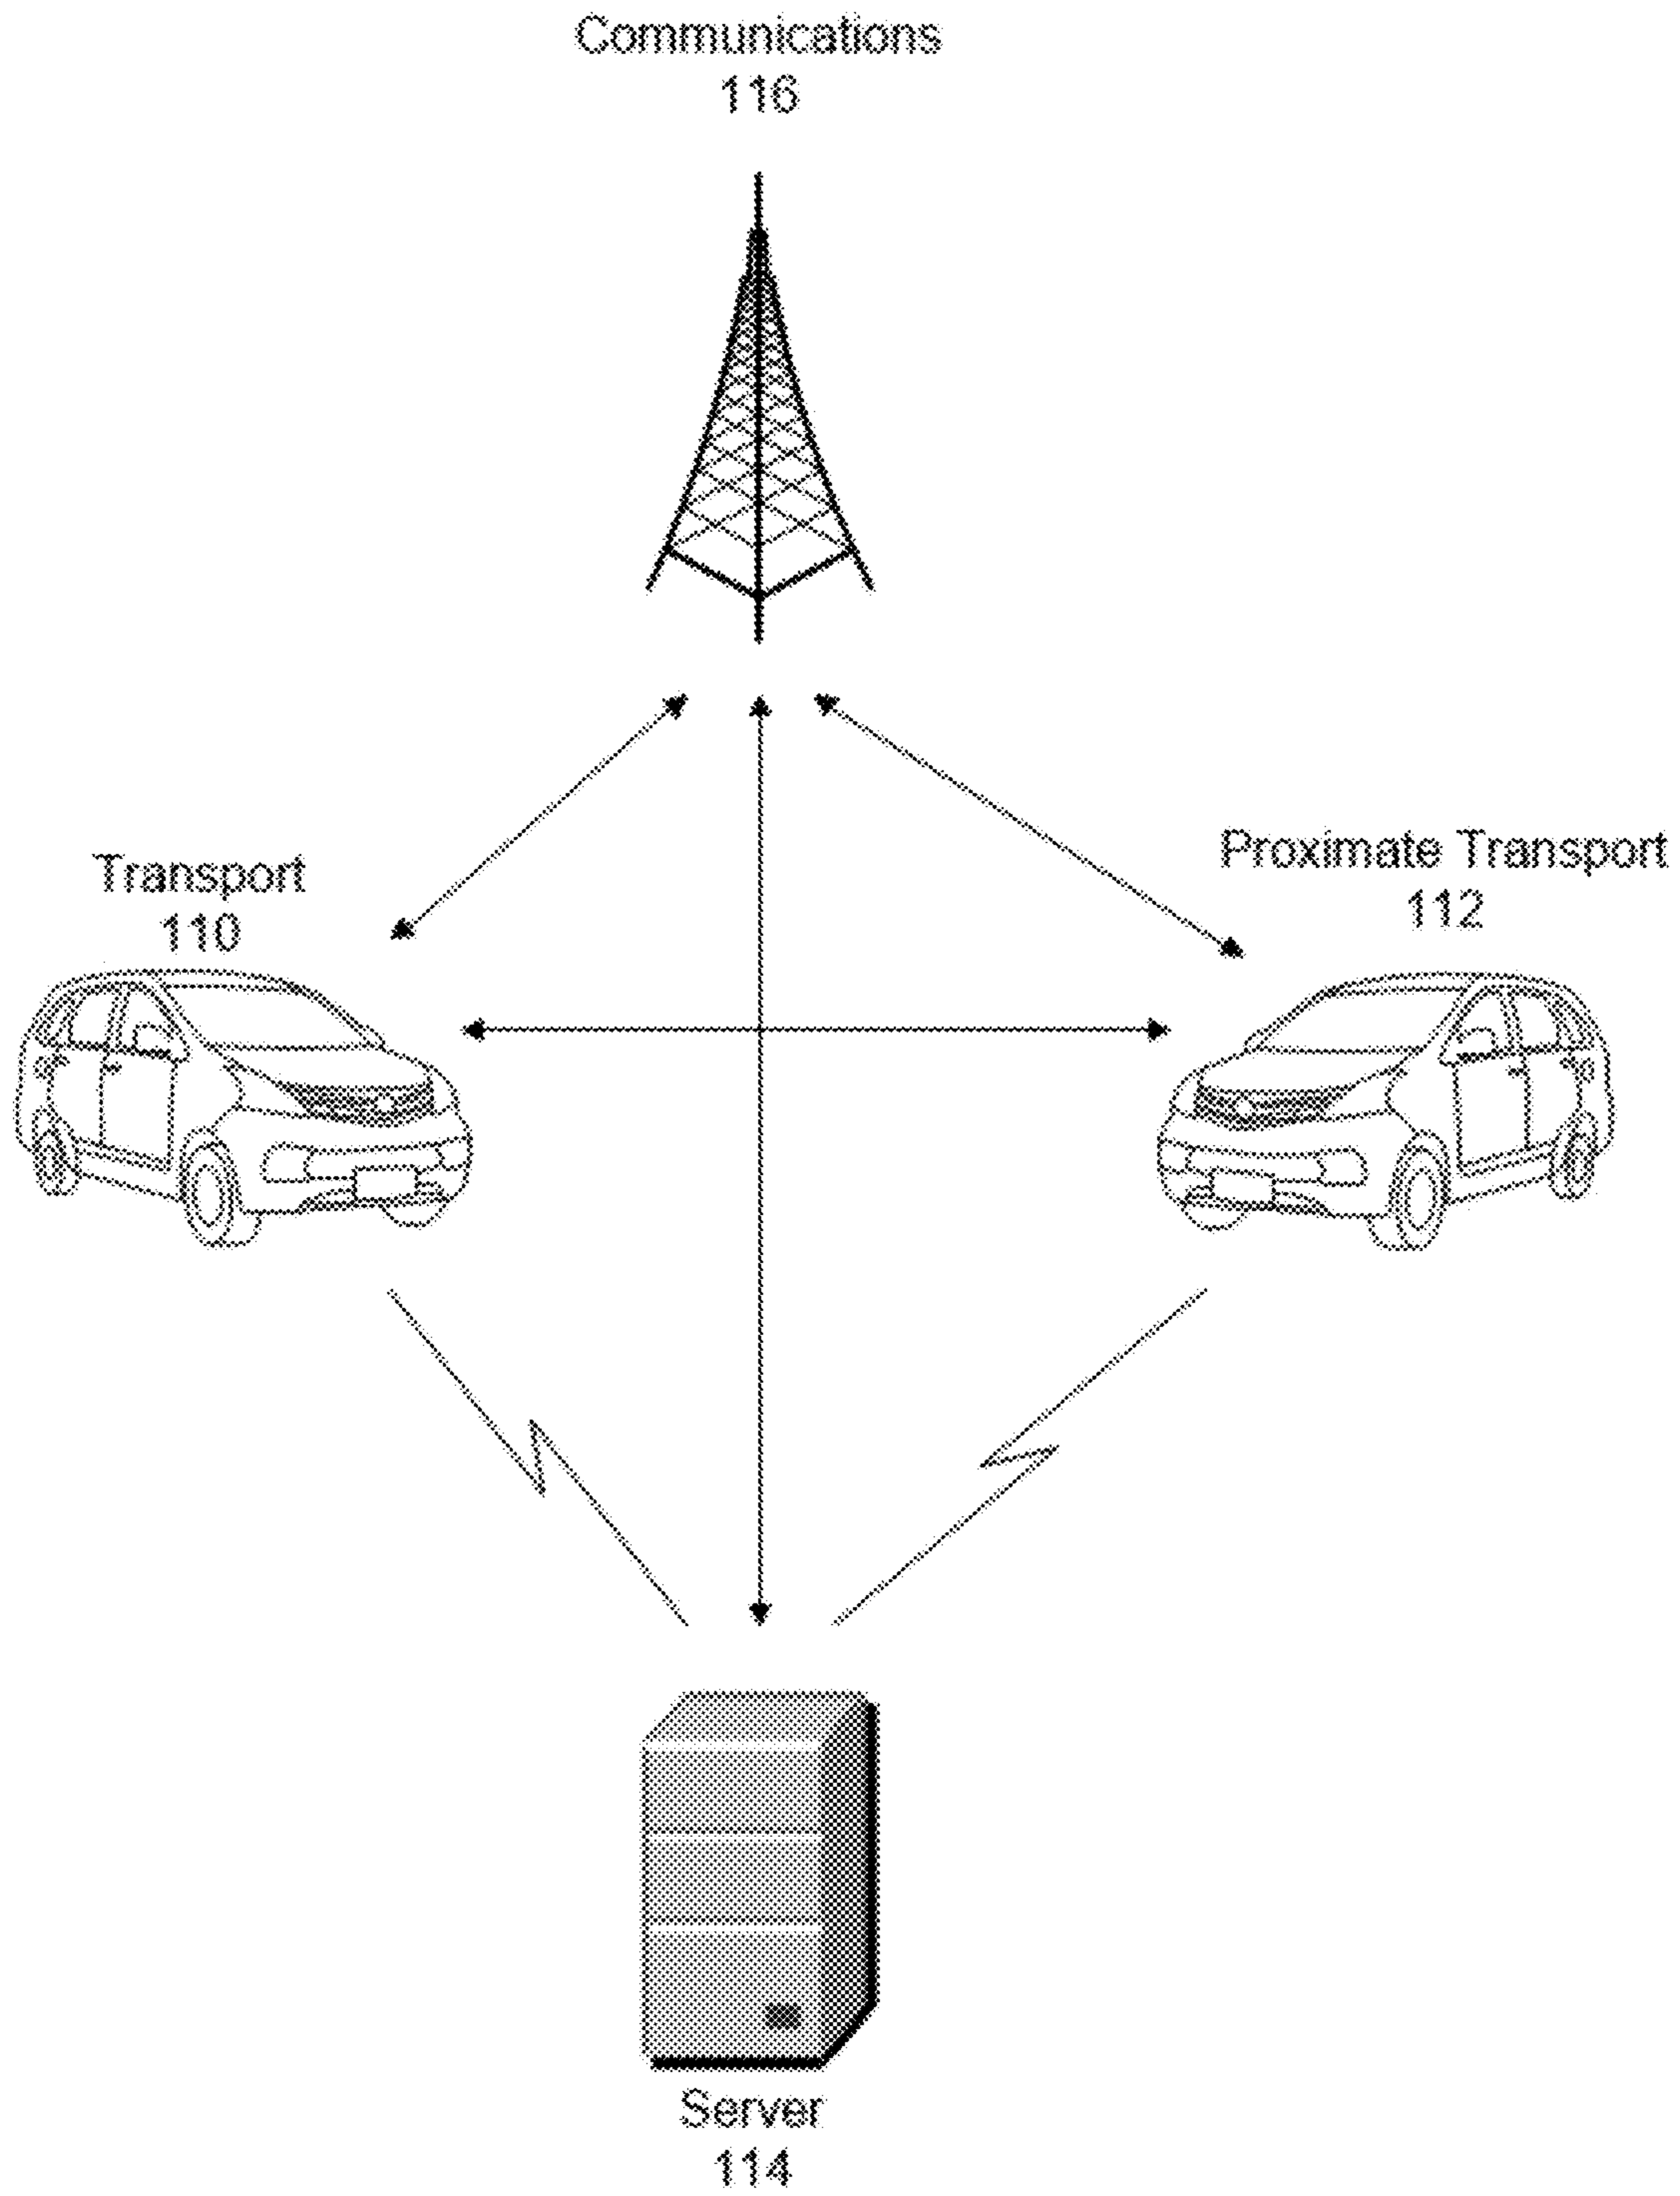 Communications
116
Transport
110
Proximate Transport
112
Server
114